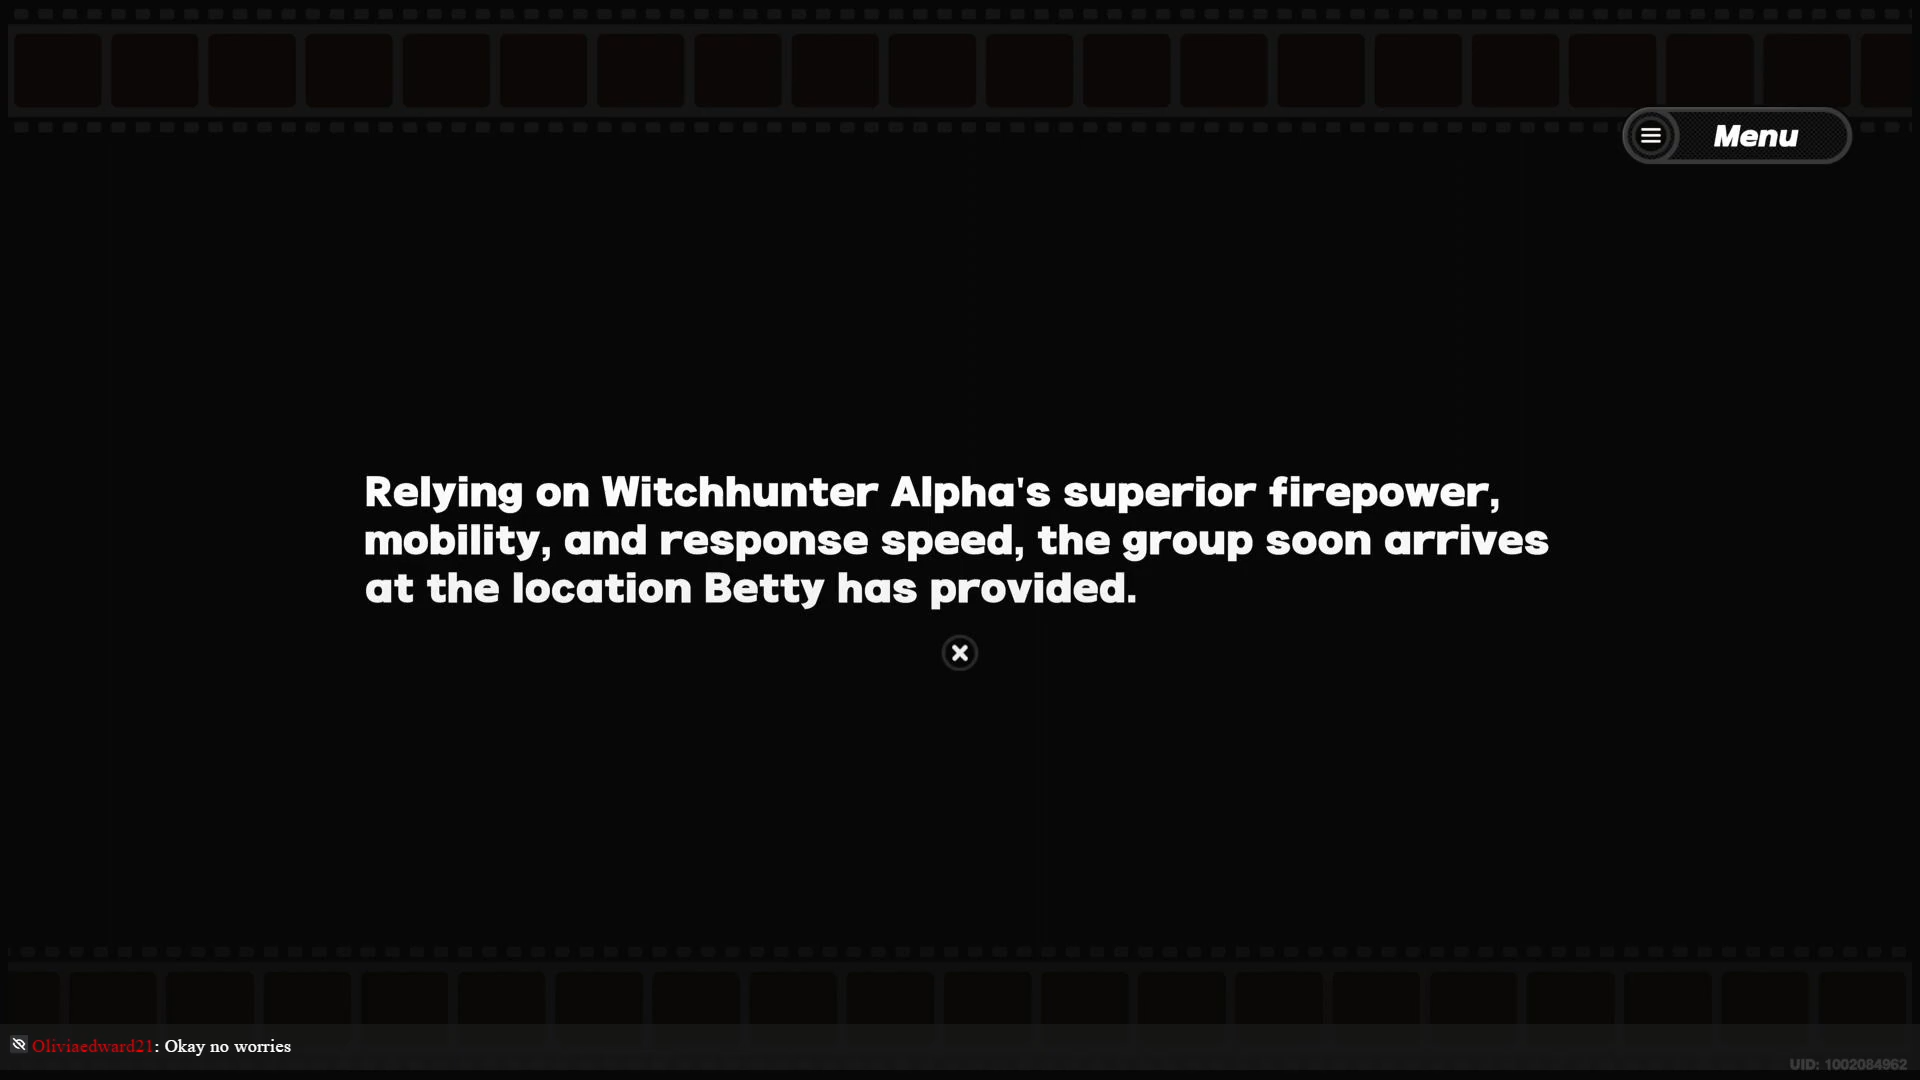 Menu
Relying on Witchhunter Alpha's superior firepower,
mobility, and response speed, the group soon arrives
at the location Betty has provided.
Oliviaedward21: Okay no worries
UID: 1002084962